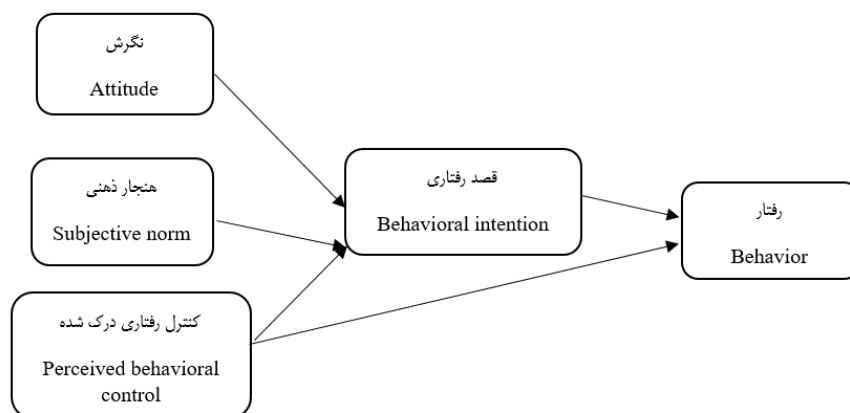 نگرش
Attitude
هنجار ذهنی
Subjective norm
کنترل رفتاری درک شده
Perceived behavioral
control
قصد رفتاری
Behavioral intention
رفتار
Behavior